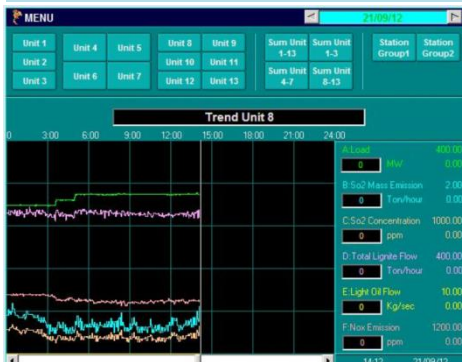 MENU
21/09/12
Unit 1
Unit 2
Unit 3
Unit 4
Unit 5
Unit 6
Unit 7
Unit 8
Unit 9
Unit 10
Unit 11
Unit 12
Unit 13
Sum Unit
1-13
Sum Unit
1-3
Sum Unit
4-7
Sum Unit
8-13
Station
Group1
Station
Group2
Trend Unit 8
0 3:00 6:00 9:00 12:00 15:00 18:00 21:00 24:00
A:Load 400.00
0 MW 0.00
B:So2 Mass Emission 2.00
0 Ton/hour 0.00
C:So2 Concentration 1000.00
0 ppm 0.00
D:Total Lignite Flow 400.00
0 Ton/hour 0.00
E:Light Oil Flow 10.00
0 Kg/sec 0.00
F:Nox Emission 1200.00
0 ppm 0.00
14:12 21/09/12